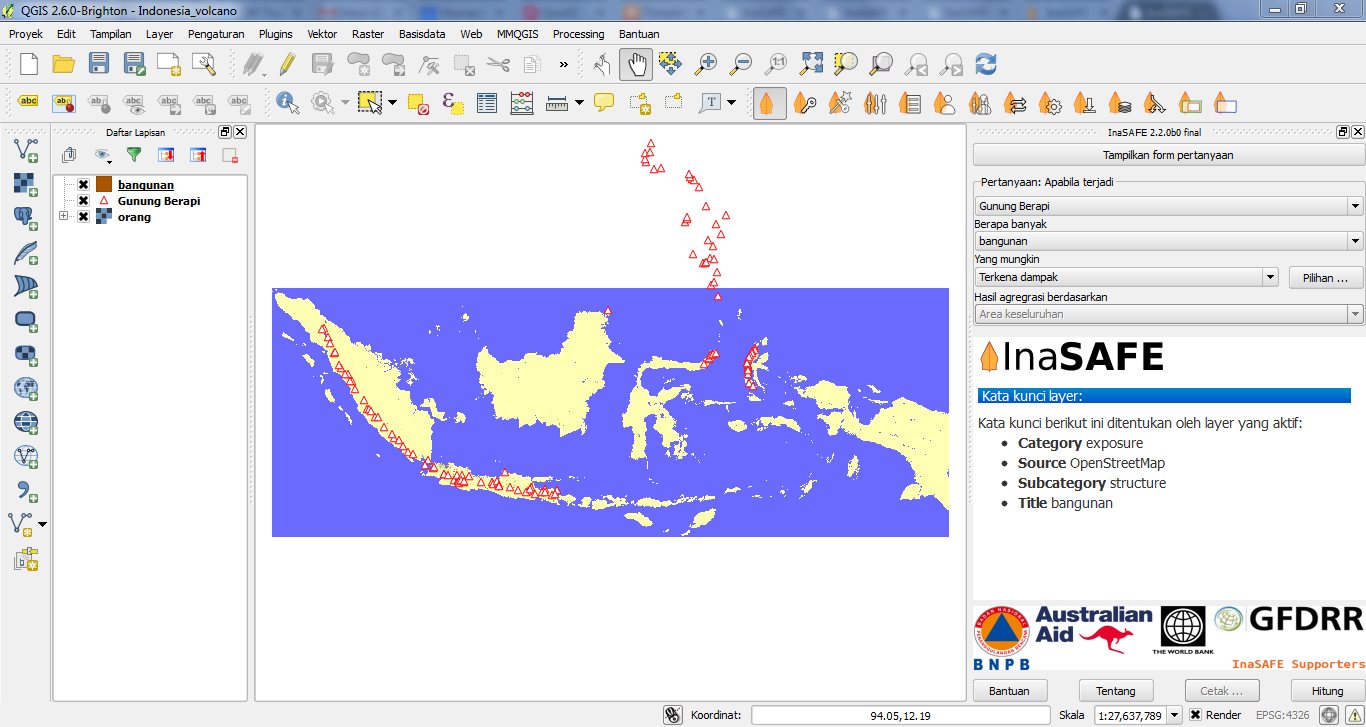 QGIS 2.6.0-Brighton - Indonesia_volcano
Proyek Edit Tampilan Layer Pengaturan Plugins Vektor Raster Basisdata Web MMQGIS Processing Bantuan
Daftar Lapisan
bangunan
Gunung Berapi
orang
InaSAFE 2.2.0b0 final
Tampilkan form pertanyaan
Pertanyaan: Apabila terjadi
Gunung Berapi
Berapa banyak
bangunan
Yang mungkin
Terkena dampak
Pilihan ...
Hasil agregrasi berdasarkan
Area keseluruhan
InaSAFE
Kata kunci layer:
Kata kunci berikut ini ditentukan oleh layer yang aktif:
• Category exposure
• Source OpenStreetMap
• Subcategory structure
• Title bangunan
BNPB
Australian Aid
THE WORLD BANK
GFDRR
InaSAFE Supporters
Bantuan Tentang Cetak ... Hitung
Koordinat: 94.05,12.19 Skala 1:27,637,789 Render EPSG:4326